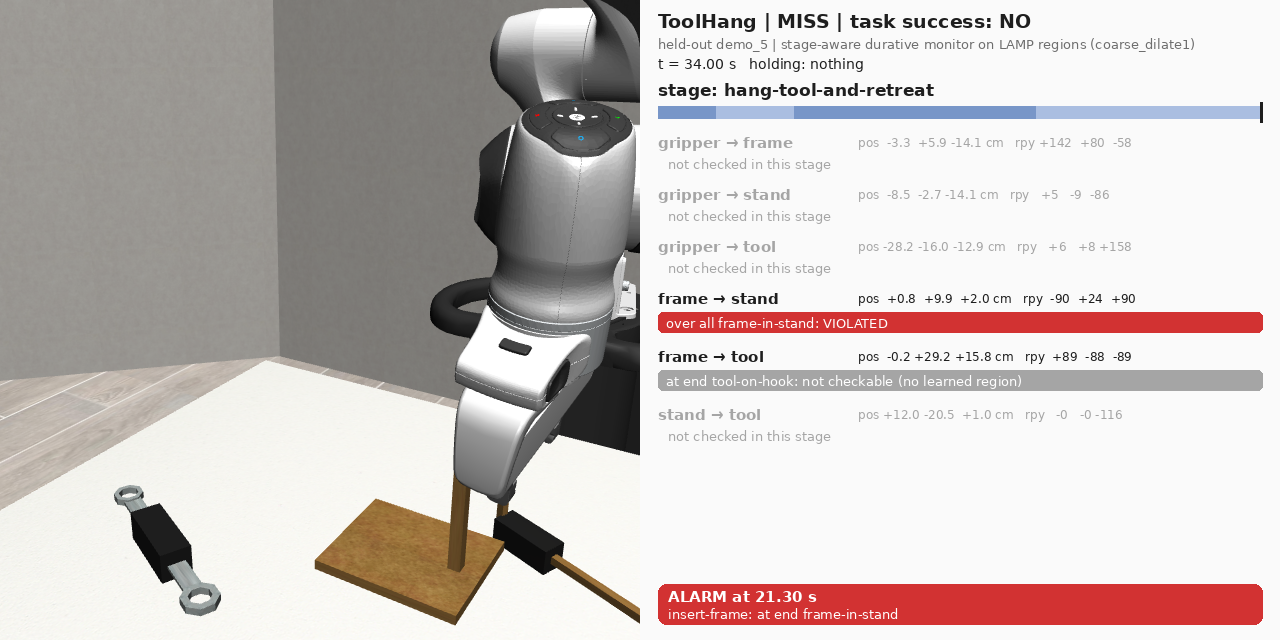 ToolHang | MISS | task success: NO
held-out demo_5 | stage-aware durative monitor on LAMP regions (coarse_dilate1)
t = 34.00 s   holding: nothing
stage: hang-tool-and-retreat
gripper → frame   pos  -3.3  +5.9 -14.1 cm   rpy +142  +80  -58
not checked in this stage
gripper → stand   pos  -8.5  -2.7 -14.1 cm   rpy   +5   -9  -86
not checked in this stage
gripper → tool   pos -28.2 -16.0 -12.9 cm   rpy   +6   +8 +158
not checked in this stage
frame → stand   pos  +0.8  +9.9  +2.0 cm   rpy  -90  +24  +90
over all frame-in-stand: VIOLATED
frame → tool   pos  -0.2 +29.2 +15.8 cm   rpy  +89  -88  -89
at end tool-on-hook: not checkable (no learned region)
stand → tool   pos +12.0 -20.5  +1.0 cm   rpy   -0   -0 -116
not checked in this stage
ALARM at 21.30 s
insert-frame: at end frame-in-stand